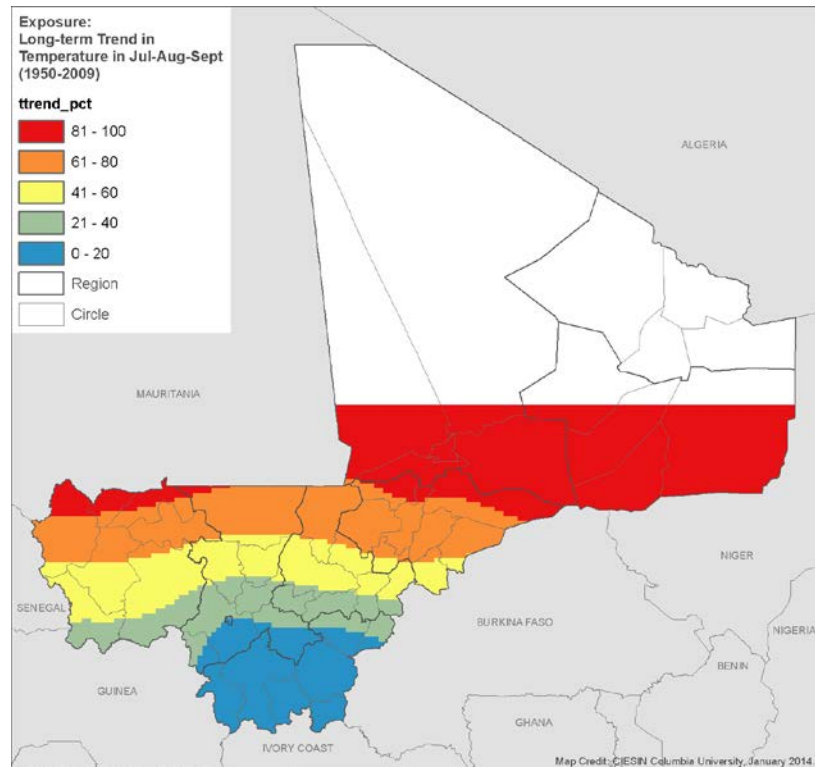 Exposure:
Long-term Trend in
Temperature in Jul-Aug-Sept
(1950-2009)
ttrend_pct
81 - 100
61 - 80
41 - 60
21 - 40
0 - 20
Region
Circle
ALGERIA
MAURITANIA
NIGER
SENEGAL
BURKINA FASO
NIGERIA
BENIN
GUINEA
GHANA
IVORY COAST
Map Credit: CIESIN Columbia University, January 2014.